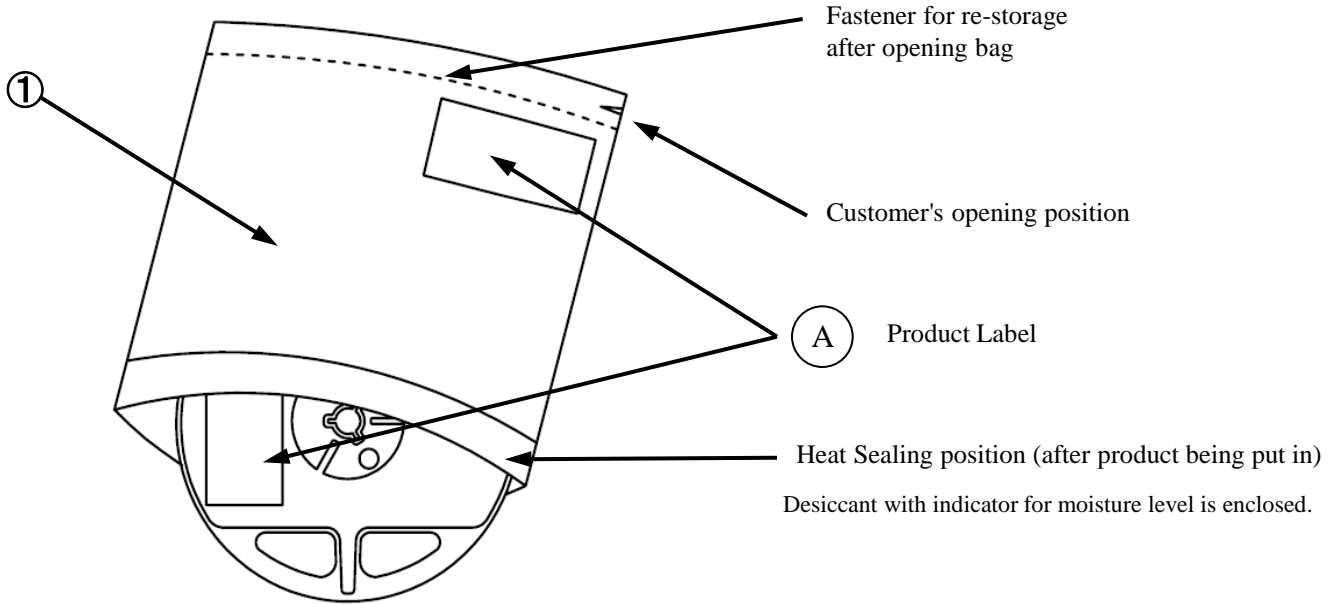 Fastener for re-storage
after opening bag
①
Customer's opening position
A Product Label
Heat Sealing position (after product being put in)
Desiccant with indicator for moisture level is enclosed.